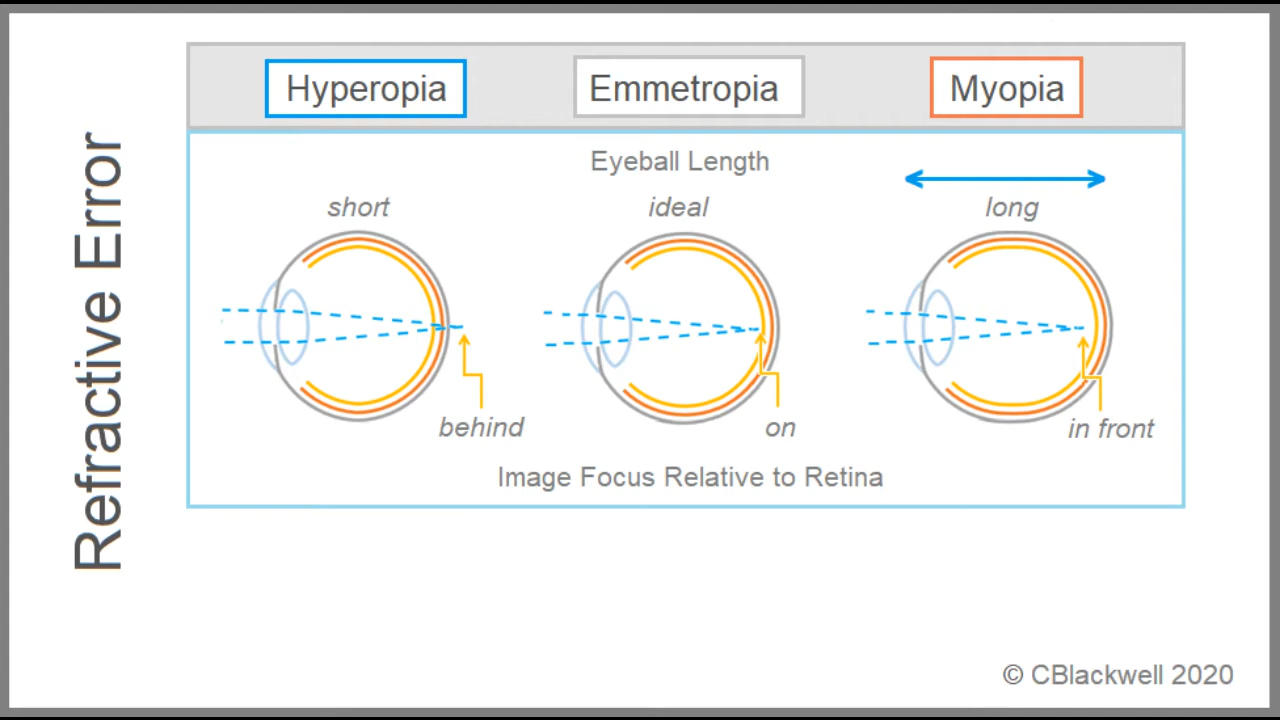 Refractive Error
Hyperopia
Emmetropia
Myopia
Eyeball Length
short
ideal
long
behind
on
in front
Image Focus Relative to Retina
© CBlackwell 2020